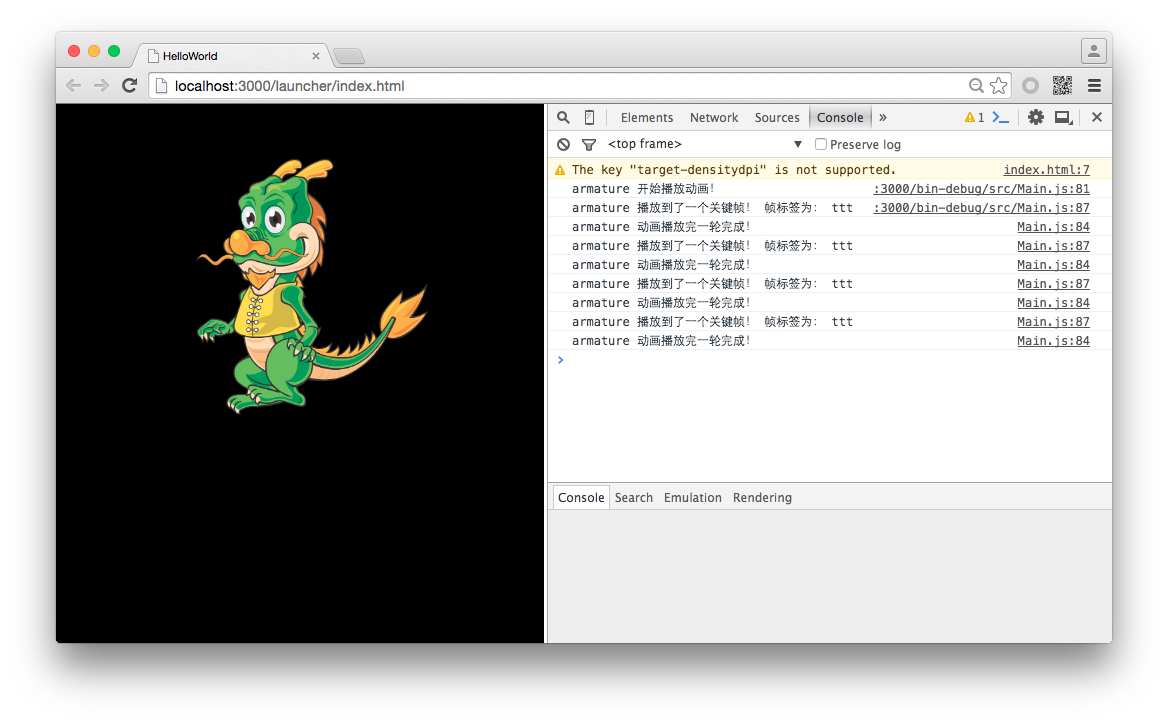 HelloWorld
localhost:3000/launcher/index.html
Elements Network Sources Console » 1
<top frame> Preserve log
The key "target-densitydpi" is not supported. index.html:7
armature 开始播放动画! :3000/bin-debug/src/Main.js:81
armature 播放到了一个关键帧! 帧标签为: ttt :3000/bin-debug/src/Main.js:87
armature 动画播放完一轮完成! Main.js:84
armature 播放到了一个关键帧! 帧标签为: ttt Main.js:87
armature 动画播放完一轮完成! Main.js:84
armature 播放到了一个关键帧! 帧标签为: ttt Main.js:87
armature 动画播放完一轮完成! Main.js:84
armature 播放到了一个关键帧! 帧标签为: ttt Main.js:87
armature 动画播放完一轮完成! Main.js:84
Console Search Emulation Rendering